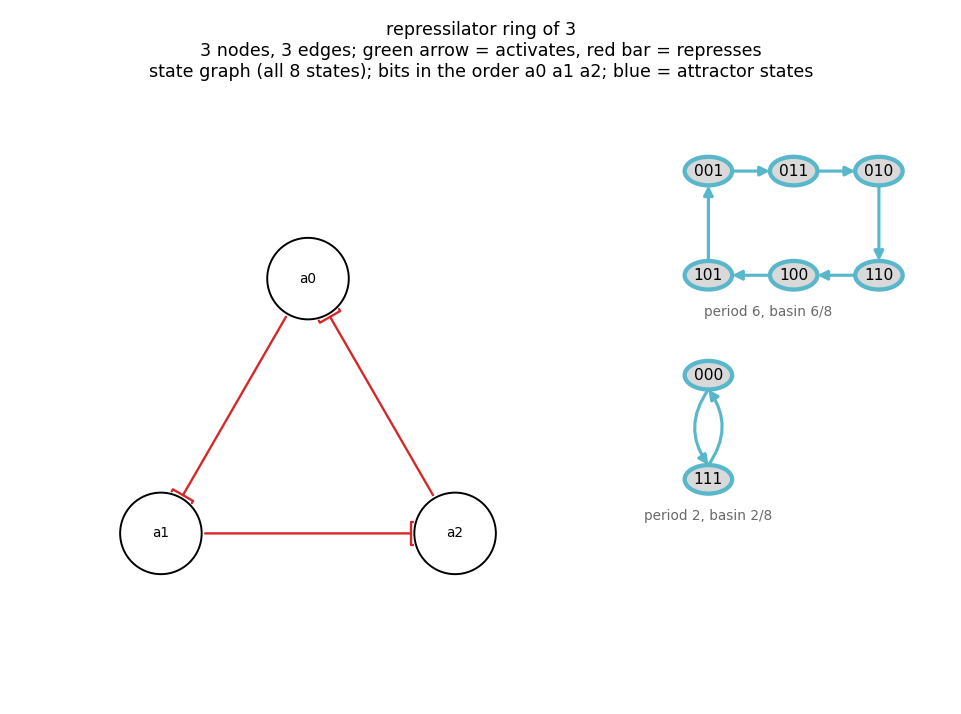 repressilator ring of 3
3 nodes, 3 edges; green arrow = activates, red bar = represses
state graph (all 8 states); bits in the order a0 a1 a2; blue = attractor states
a0
a1
a2
001
011
010
101
100
110
period 6, basin 6/8
000
111
period 2, basin 2/8